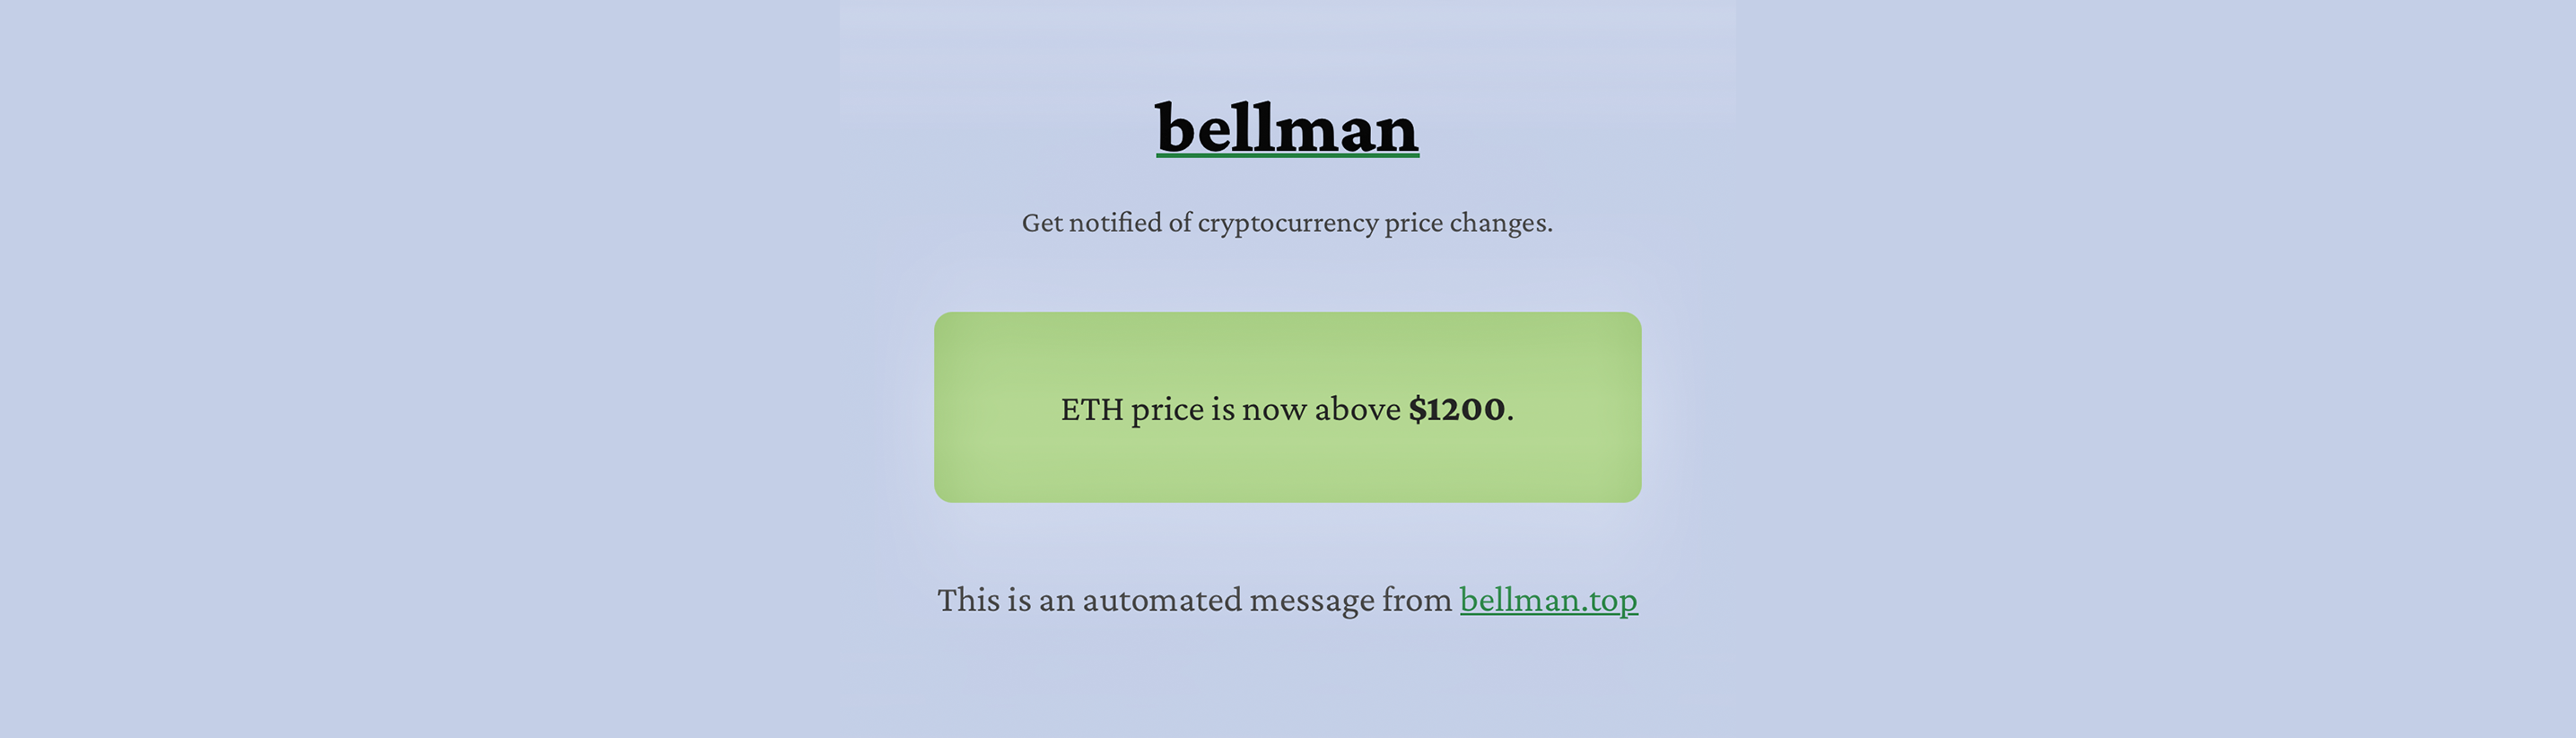 bellman
Get notified of cryptocurrency price changes.
ETH price is now above $1200.
This is an automated message from bellman.top